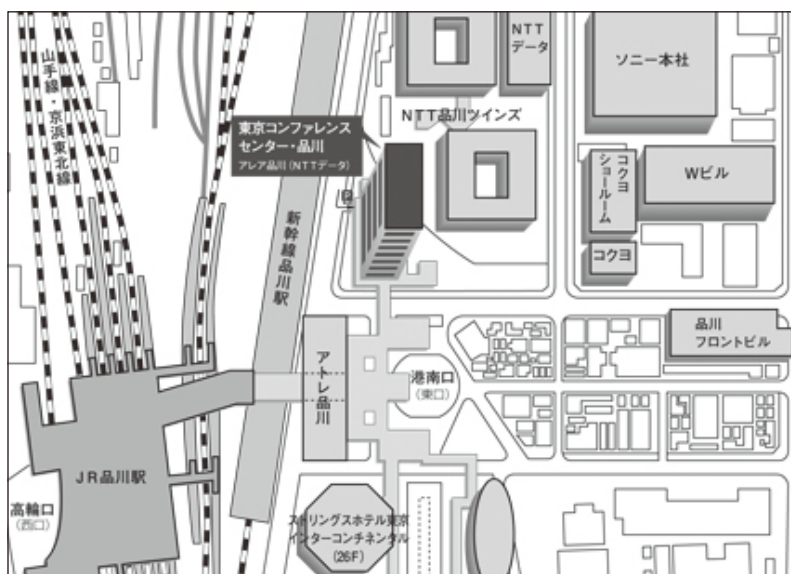 山手線・京浜東北線
東京コンファレンス
センター・品川
アレア品川(NTTデータ)
NTT
データ
NTT品川ツインズ
ソニー本社
コクヨ
ショールーム
Wビル
コクヨ
新幹線品川駅
品川
フロントビル
アトレ品川
港南口
(東口)
JR品川駅
高輪口
(西口)
ストリングスホテル東京
インターコンチネンタル
(26F)